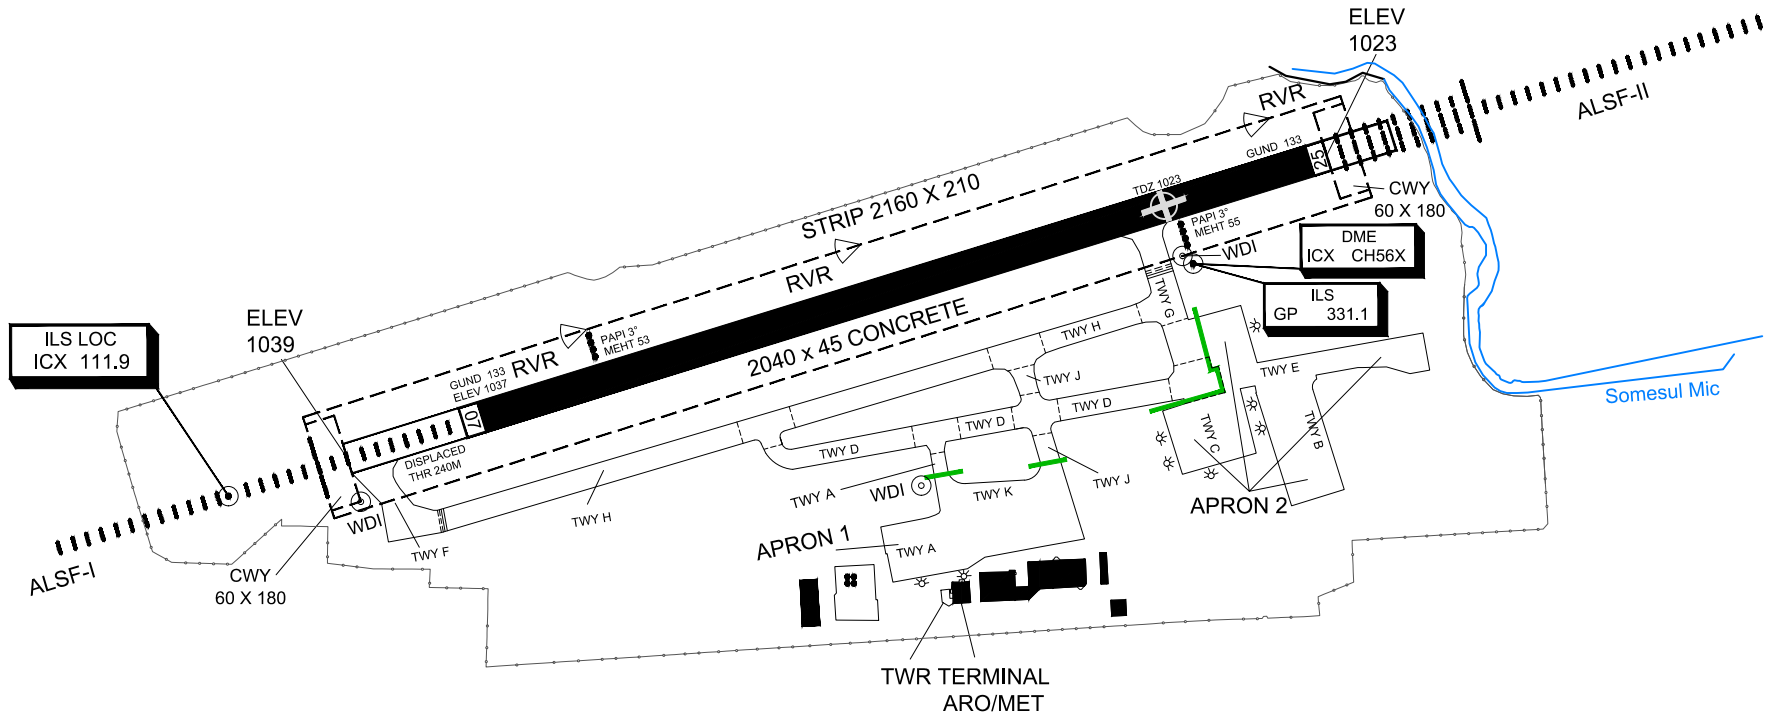 ELEV
1023
ALSF-II
RVR
GUND 133
25
STRIP 2160 X 210
TDZ 1023
CWY
60 X 180
PAPI 3°
MEHT 55
WDI
DME
ICX CH56X
ILS
GP 331.1
RVR
ELEV
1039
ILS LOC
ICX 111.9
PAPI 3°
MEHT 53
RVR
2040 x 45 CONCRETE
TWY G
TWY H
GUND 133
ELEV 1037
07
TWY E
TWY J
TWY D
Somesul Mic
TWY D
TWY C
TWY B
DISPLACED
THR 240M
TWY D
TWY A
WDI
TWY K
TWY J
APRON 2
WDI
TWY H
TWY F
APRON 1
TWY A
ALSF-I
CWY
60 X 180
TWR TERMINAL
ARO/MET